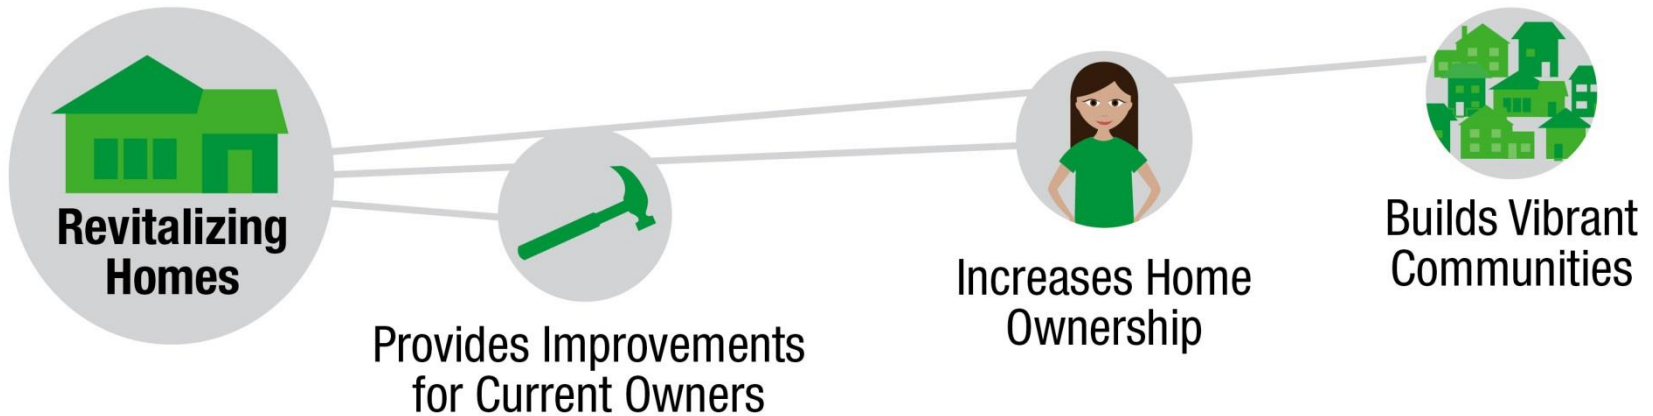 Revitalizing
Homes
Provides Improvements
for Current Owners
Increases Home
Ownership
Builds Vibrant
Communities